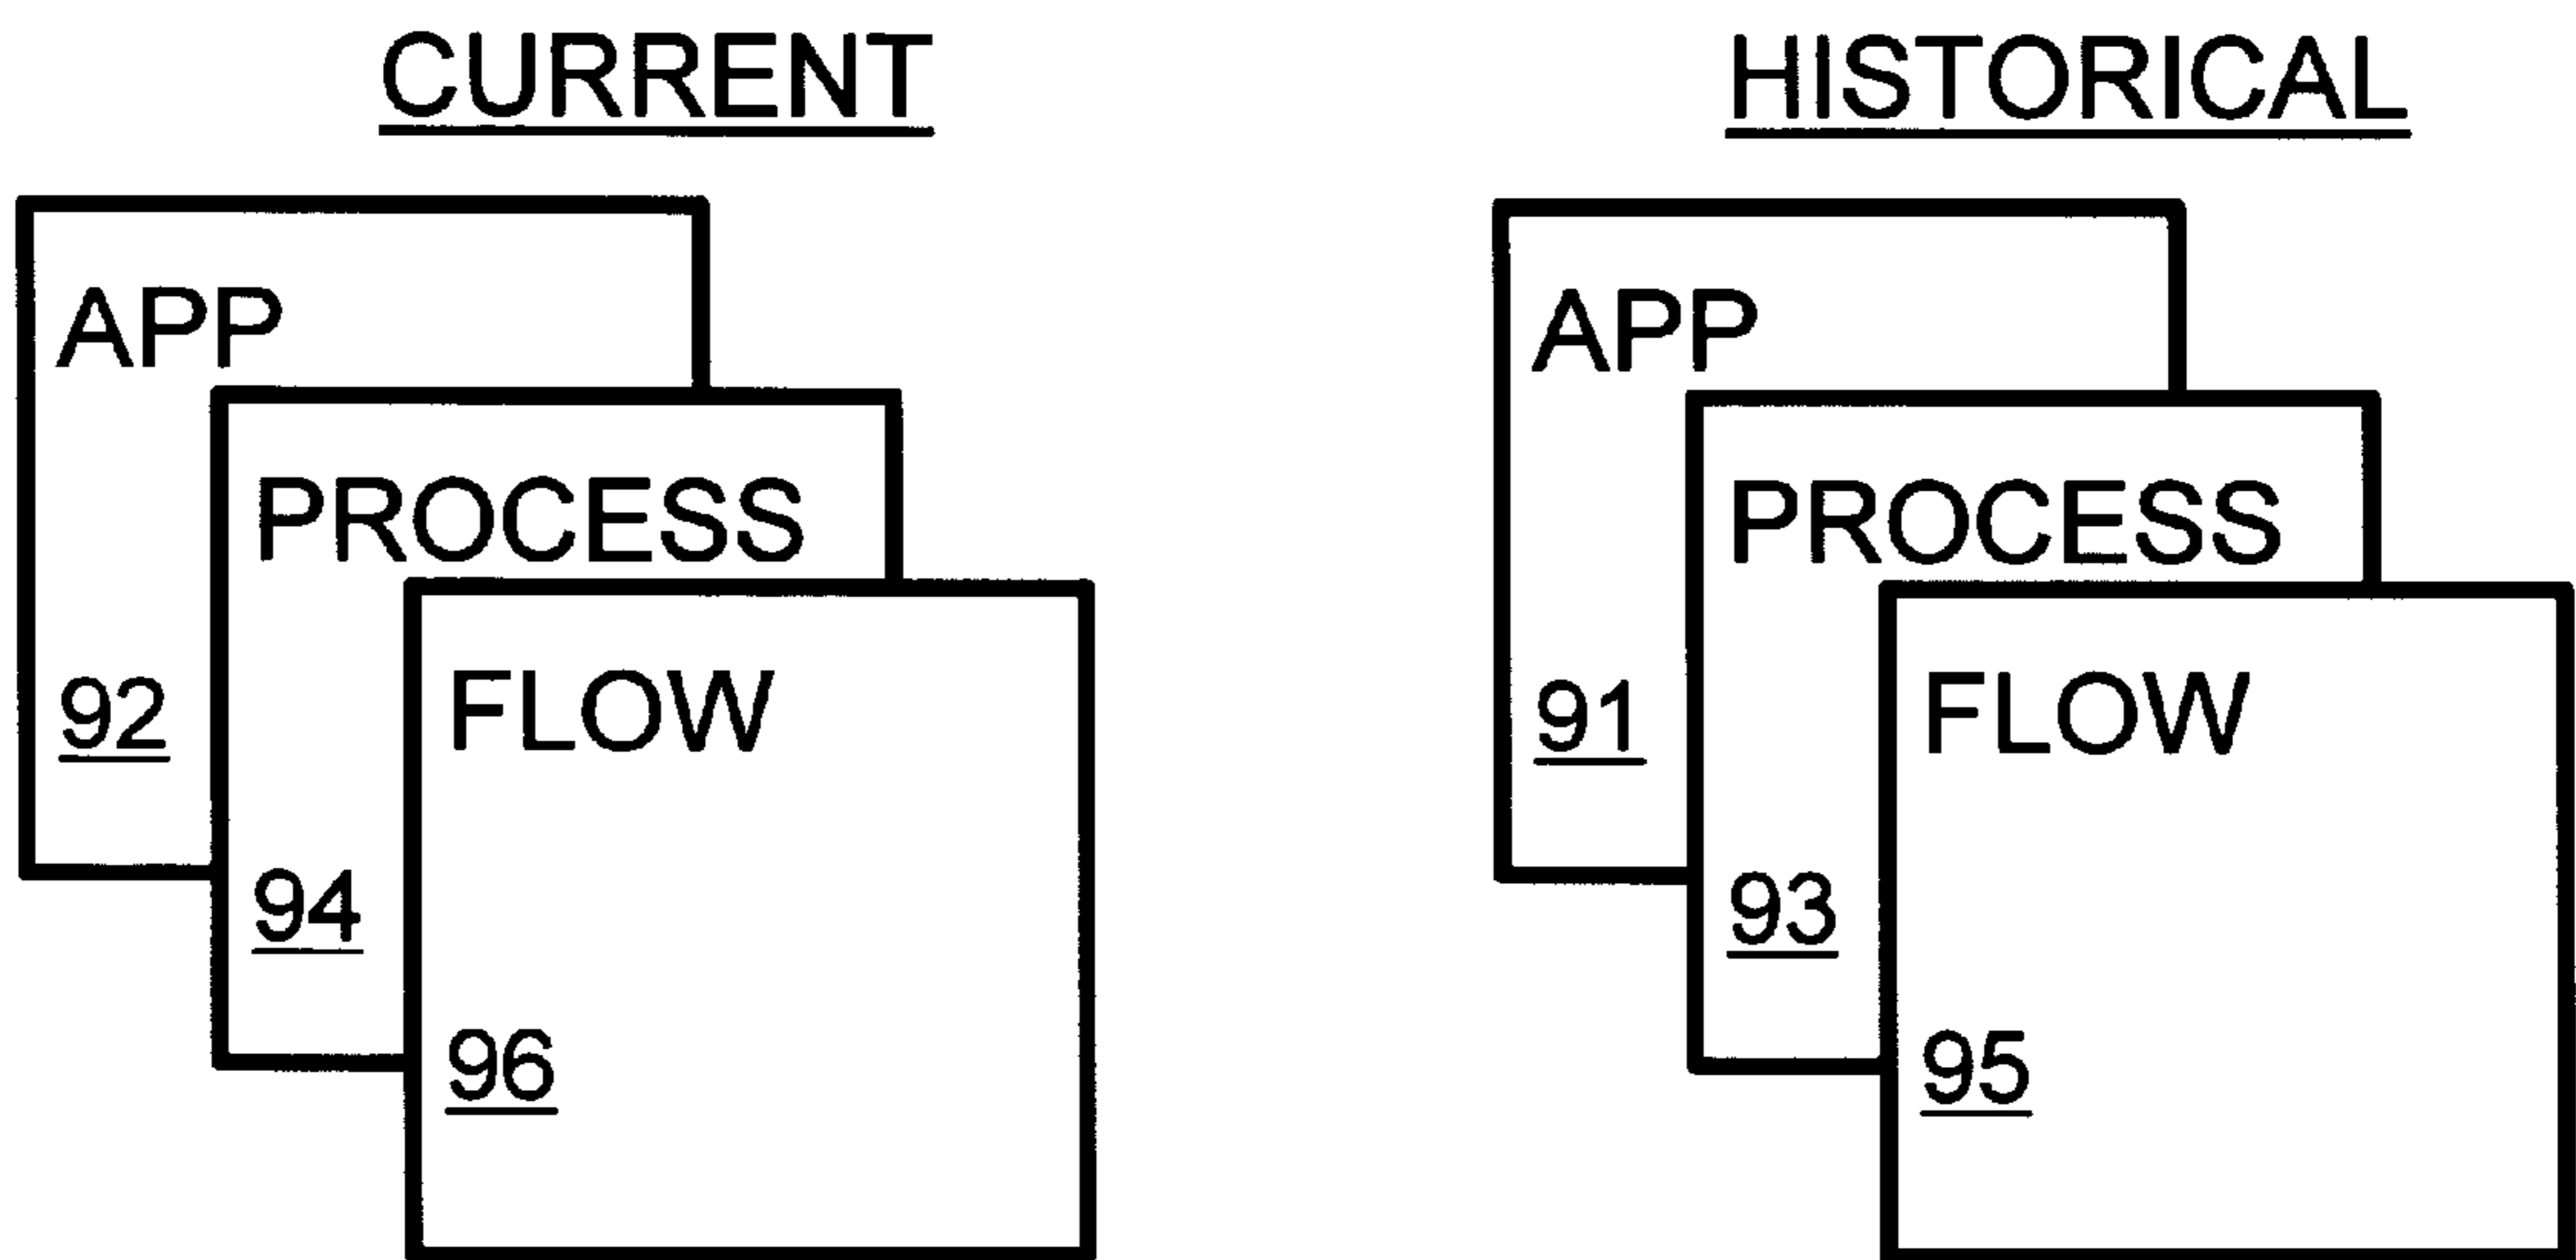 CURRENT
APP
PROCESS
FLOW
92
94
96
HISTORICAL
APP
PROCESS
FLOW
91
93
95